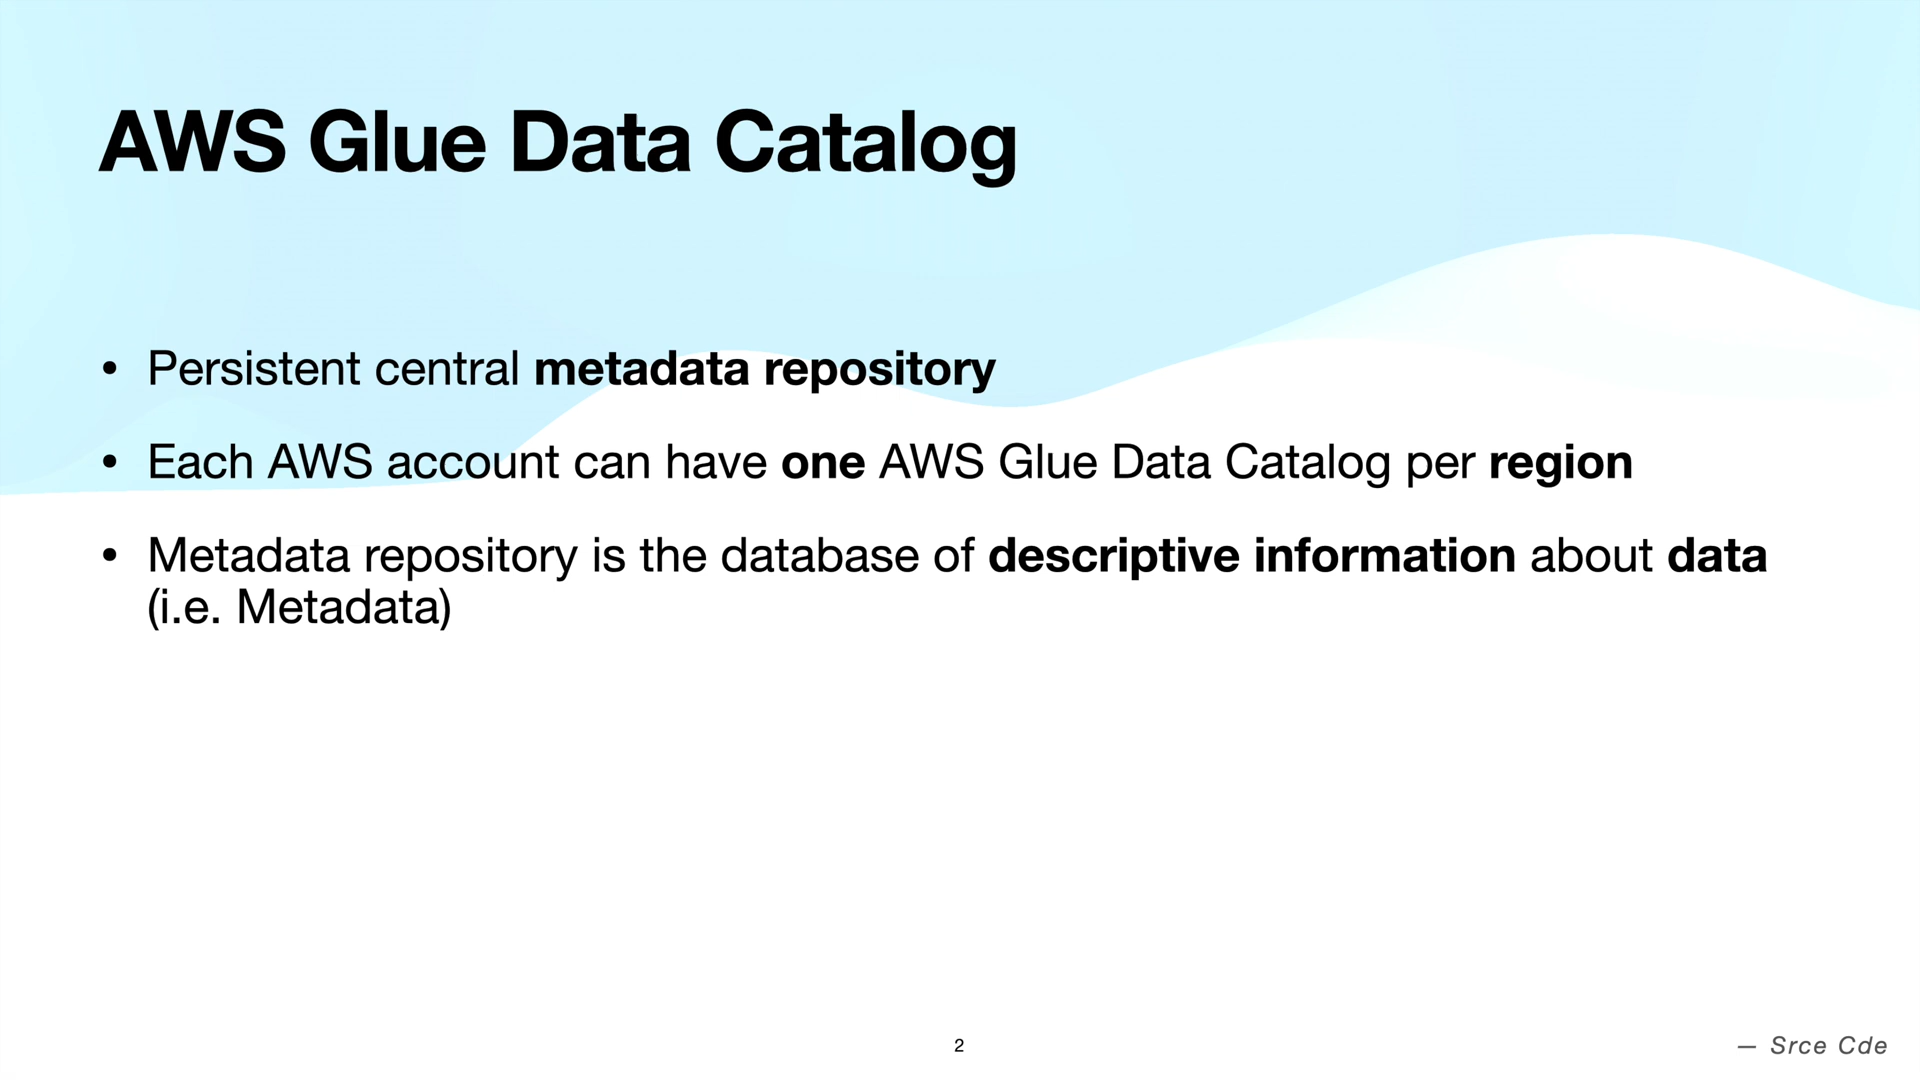 AWS Glue Data Catalog
• Persistent central metadata repository
• Each AWS account can have one AWS Glue Data Catalog per region
• Metadata repository is the database of descriptive information about data
(i.e. Metadata)
2
— Srce Cde